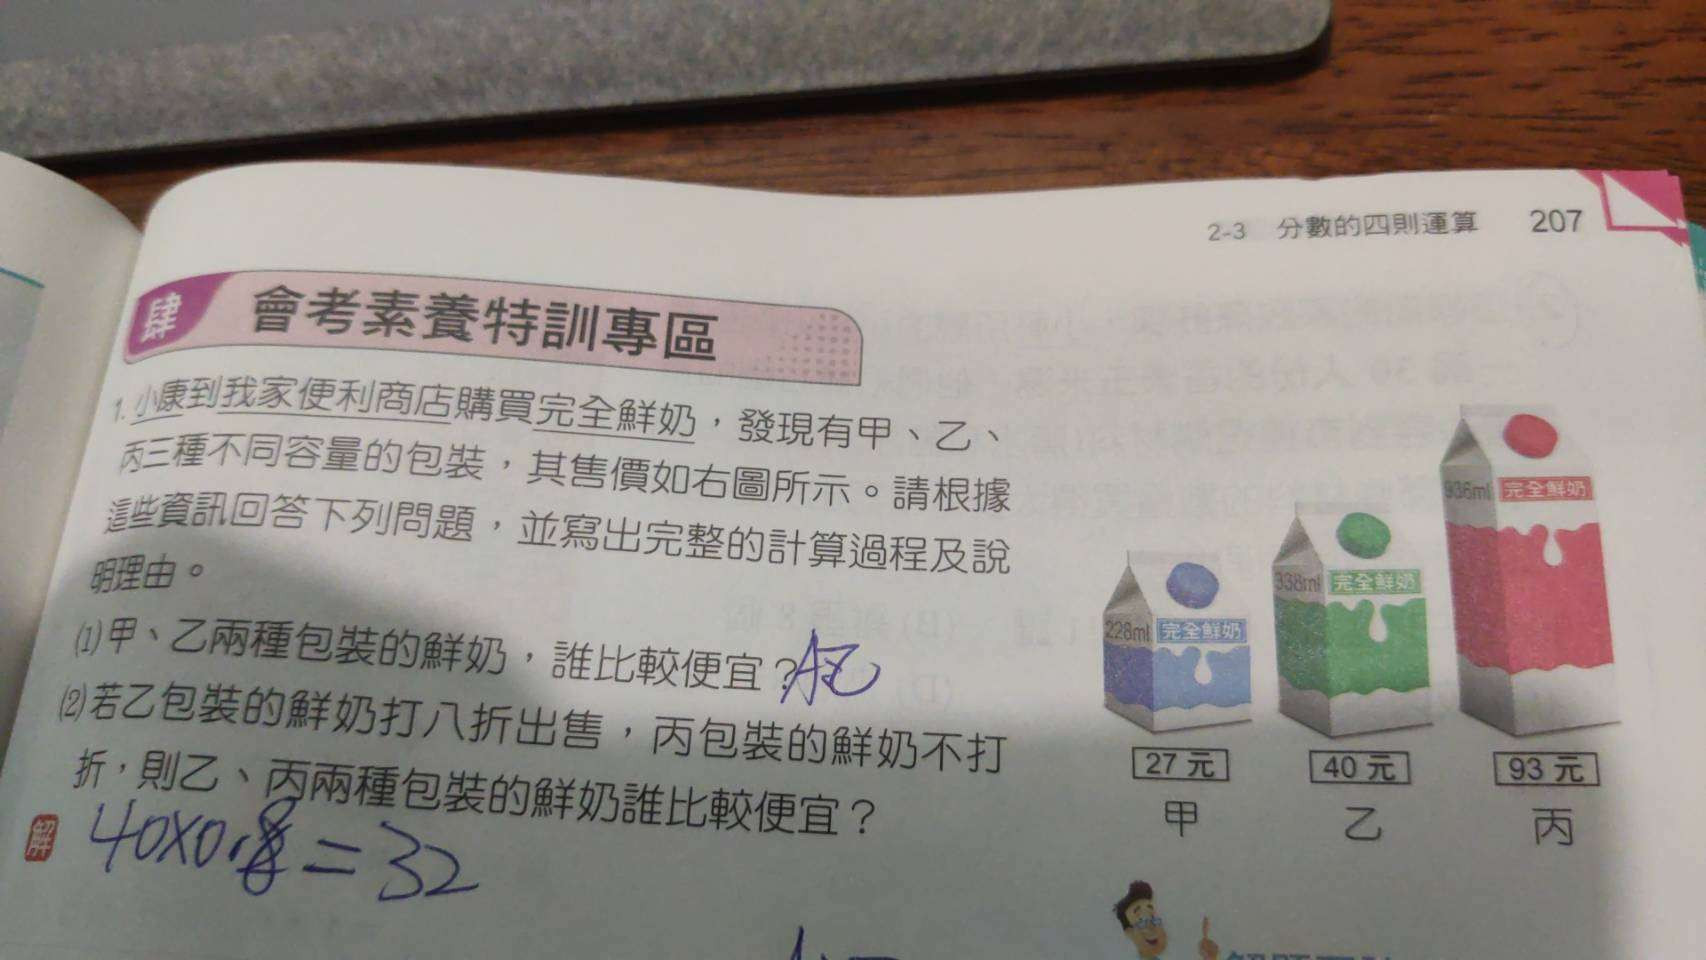 2-3 分數的四則運算 207
肆 會考素養特訓專區
1. 小康到我家便利商店購買完全鮮奶，發現有甲、乙、
丙三種不同容量的包裝，其售價如右圖所示。請根據
這些資訊回答下列問題，並寫出完整的計算過程及說
明理由。
(1)甲、乙兩種包裝的鮮奶，誰比較便宜？A乙
(2)若乙包裝的鮮奶打八折出售，丙包裝的鮮奶不打
折，則乙、丙兩種包裝的鮮奶誰比較便宜？
解 40×0.8=32
228ml 完全鮮奶
27元
甲
338ml 完全鮮奶
40元
乙
936ml 完全鮮奶
93元
丙